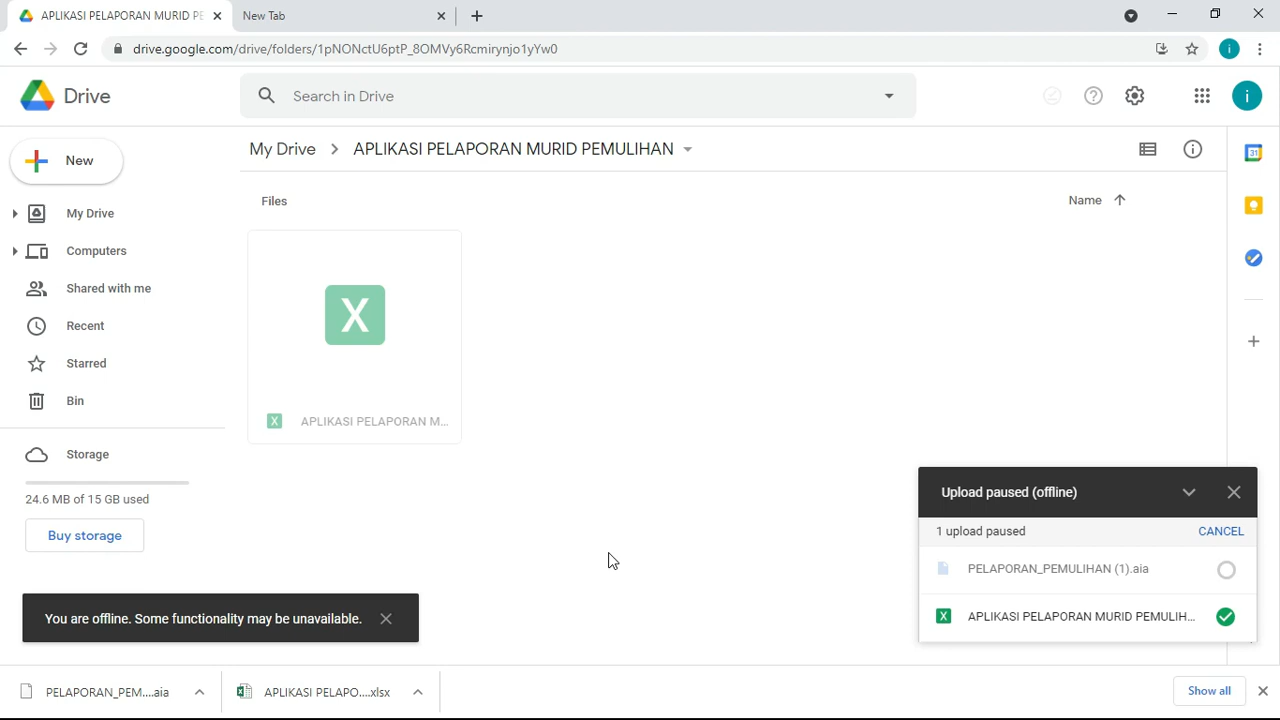 APLIKASI PELAPORAN MURID PE
New Tab
drive.google.com/drive/folders/1pNONctU6ptP_8OMVy6Rcmirynjo1yYw0
i
Drive
Search in Drive
i
New
My Drive > APLIKASI PELAPORAN MURID PEMULIHAN
My Drive
Computers
Shared with me
Recent
Starred
Bin
Storage
24.6 MB of 15 GB used
Buy storage
Files
Name
X
X APLIKASI PELAPORAN M...
31
Upload paused (offline)
1 upload paused
CANCEL
PELAPORAN_PEMULIHAN (1).aia
X APLIKASI PELAPORAN MURID PEMULIH...
You are offline. Some functionality may be unavailable.
PELAPORAN_PEM....aia
APLIKASI PELAPO....xlsx
Show all